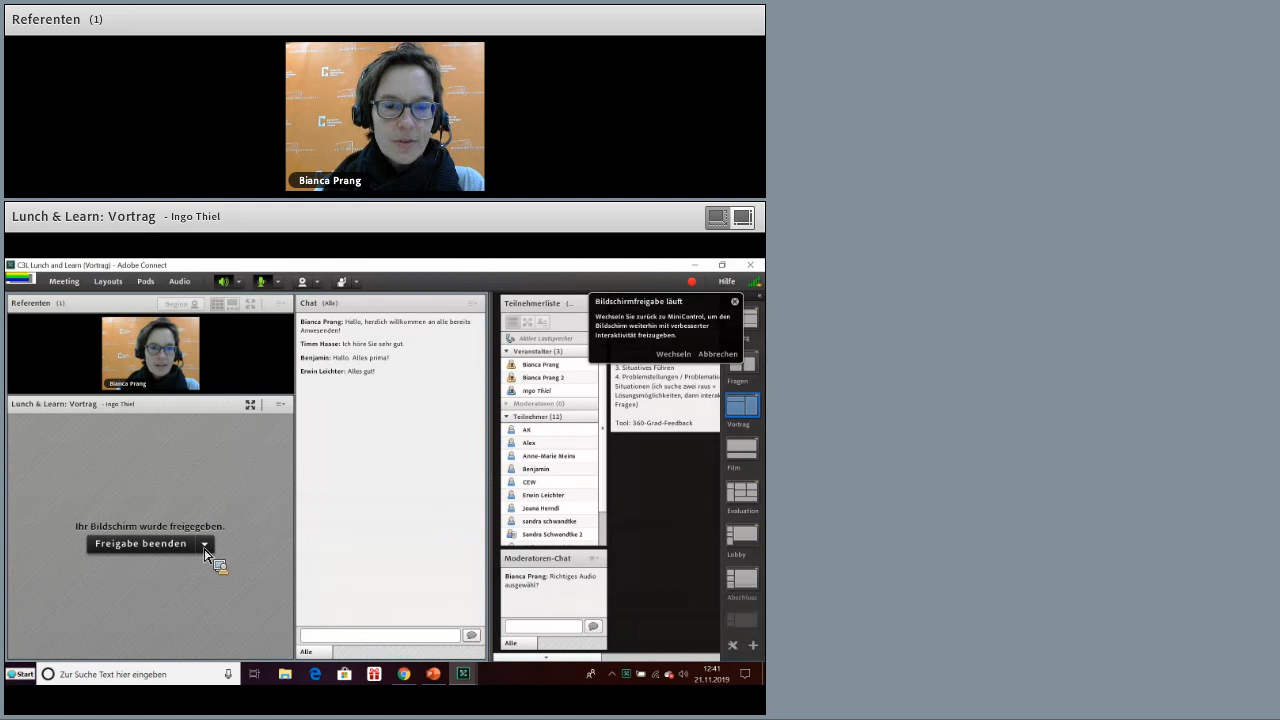 Referenten (1)
Bianca Prang
Lunch & Learn: Vortrag - Ingo Thiel
C3L Lunch and Learn (Vortrag) - Adobe Connect
Meeting Layouts Pods Audio Hilfe
Referenten (1)
Beginn
Bianca Prang
Lunch & Learn: Vortrag - Ingo Thiel
Ihr Bildschirm wurde freigegeben.
Freigabe beenden
Chat (Alle)
Bianca Prang: Hallo, herzlich willkommen an alle bereits
Anwesenden!
Timm Haase: Ich höre Sie sehr gut.
Benjamin: Hallo. Alles prima!
Erwin Leichter: Alles gut!
Alle
Teilnehmerliste (...
Aktive Lautsprecher
Veranstalter (3)
Bianca Prang
Bianca Prang 2
Ingo Thiel
Moderatoren (0)
Teilnehmer (12)
AK
Alex
Anne-Marie Meins
Benjamin
CEW
Erwin Leichter
Joana Herndl
sandra schwandtke
Sandra Schwandtke 2
Moderatoren-Chat
Bianca Prang: Richtiges Audio
ausgewählt?
Alle
Bildschirmfreigabe läuft
Wechseln Sie zurück zu MiniControl, um den
Bildschirm weiterhin mit verbesserter
Interaktivität freizugeben.
Wechseln Abbrechen
3. Situatives Führen
4. Problemstellungen / Problematis
Situationen (ich suche zwei raus +
Lösungsmöglichkeiten, dann interak
Fragen)
Tool: 360-Grad-Feedback
Fragen
Vortrag
Film
Evaluation
Lobby
Abschluss
Start
Zur Suche Text hier eingeben
12:41
21.11.2019